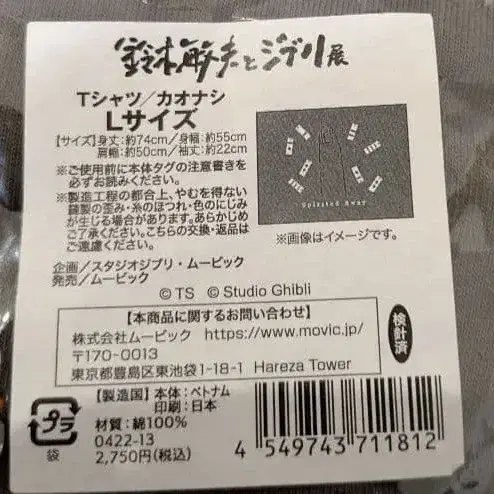 鈴木敏夫とジブリ展
Tシャツ/カオナシ
Lサイズ
【サイズ】身丈:約74cm/身幅:約55cm
肩幅:約50cm/袖丈:約22cm
※ご使用前に本体タグの注意書きを
必ずお読みください。
※製造工程の都合上、やむを得ない
縫製の歪み・糸のほつれ・色のにじみ
が生じる場合があります。あらかじめ
ご了承ください。こちらの交換・返品は
ご遠慮ください。
Spirited Away
※画像はイメージです。
企画/スタジオジブリ・ムービック
発売/ムービック
©TS ©Studio Ghibli
【本商品に関するお問い合わせ】
株式会社ムービック https://www.movic.jp/
〒170-0013
東京都豊島区東池袋1-18-1 Hareza Tower
検針済
プラ
袋
【製造国】本体:ベトナム
印刷:日本
材質:綿100%
0422-13
2,750円(税込)
4 549743 711812